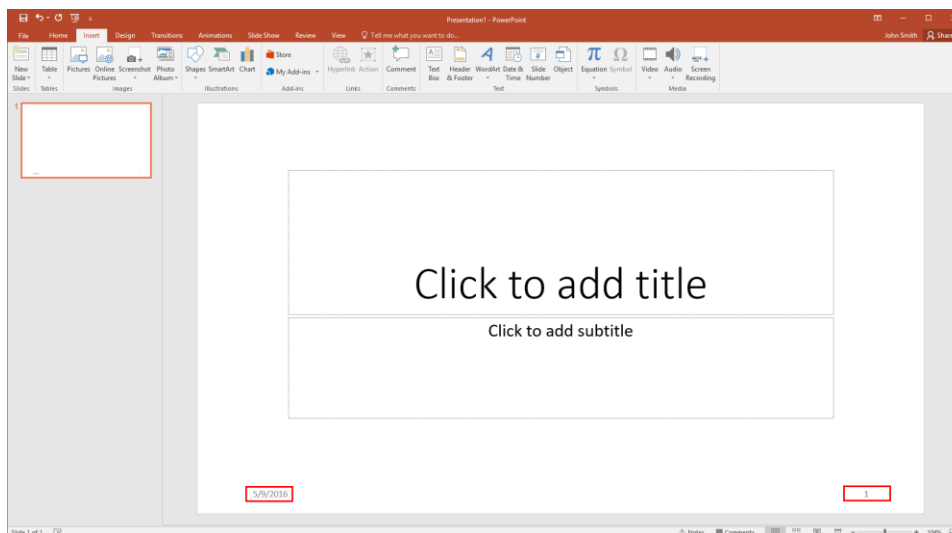 Presentation1 - PowerPoint
File Home Insert Design Transitions Animations Slide Show Review View Tell me what you want to do... John Smith Share
New Slide Table Pictures Online Pictures Screenshot Photo Album Shapes SmartArt Chart Store My Add-ins Hyperlink Action Comment Text Box Header & Footer WordArt Date & Time Slide Number Object Equation Symbol Video Audio Screen Recording
Slides Tables Images Illustrations Add-ins Links Comments Text Symbols Media
1
Click to add title
Click to add subtitle
5/9/2016 1
Slide 1 of 1 Notes Comments 104%